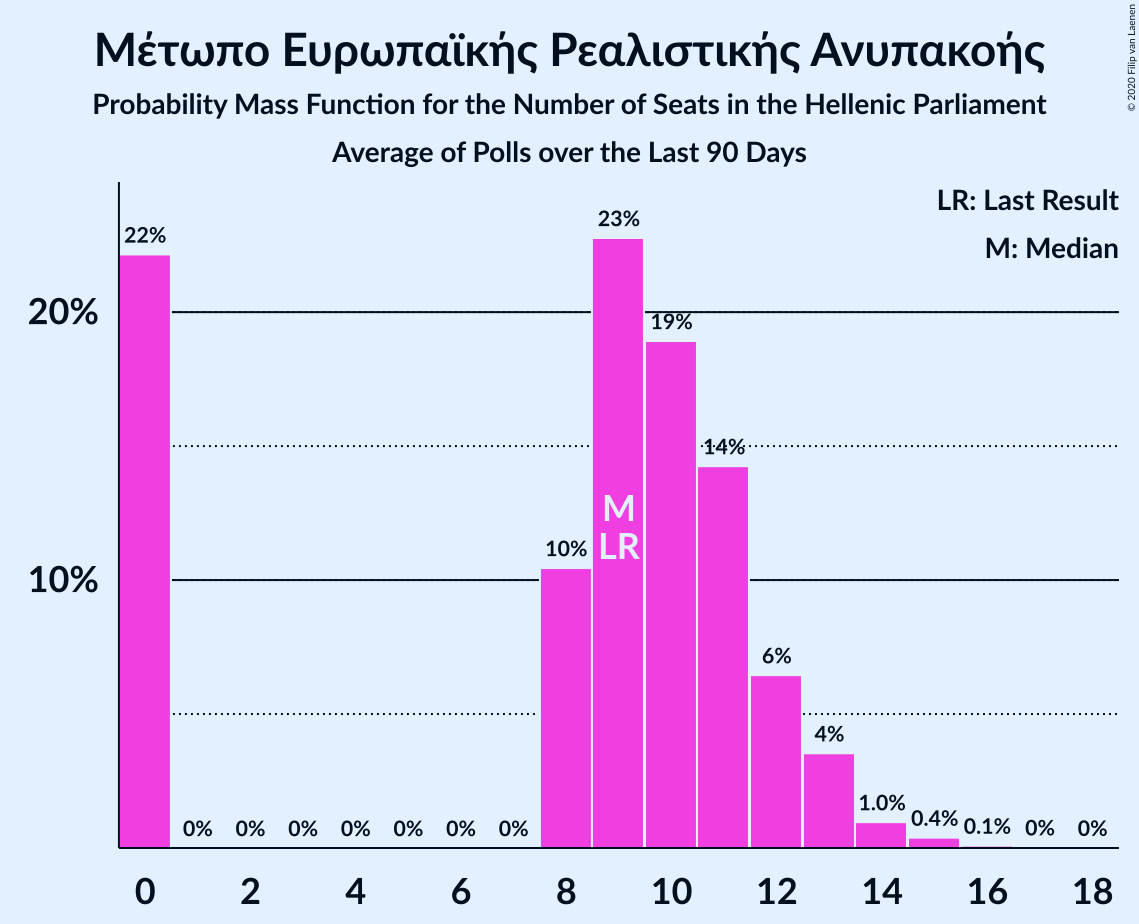 Μέτωπο Ευρωπαϊκής Ρεαλιστικής Ανυπακοής
Probability Mass Function for the Number of Seats in the Hellenic Parliament
Average of Polls over the Last 90 Days
© 2020 Filip van Laenen
LR: Last Result
M: Median
20%
10%
22%
0%
0%
0%
0%
0%
0%
0%
10%
23%
19%
14%
6%
4%
1.0%
0.4%
0.1%
0%
0%
M
LR
0 2 4 6 8 10 12 14 16 18